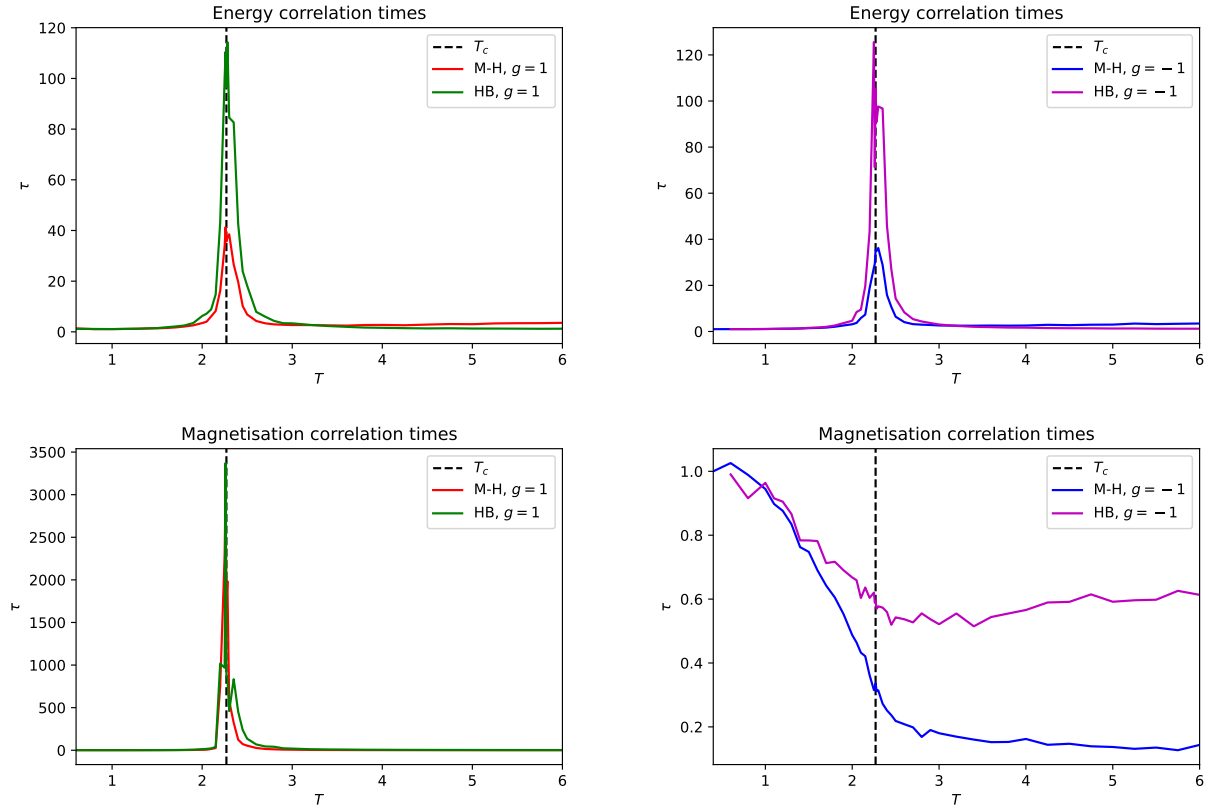 Energy correlation times
120
100
80
60
40
20
0
τ
1 2 3 4 5 6
T
T_c
M-H, g = 1
HB, g = 1
Energy correlation times
120
100
80
60
40
20
0
τ
1 2 3 4 5 6
T
T_c
M-H, g = −1
HB, g = −1
Magnetisation correlation times
3500
3000
2500
2000
1500
1000
500
0
τ
1 2 3 4 5 6
T
T_c
M-H, g = 1
HB, g = 1
Magnetisation correlation times
1.0
0.8
0.6
0.4
0.2
τ
1 2 3 4 5 6
T
T_c
M-H, g = −1
HB, g = −1